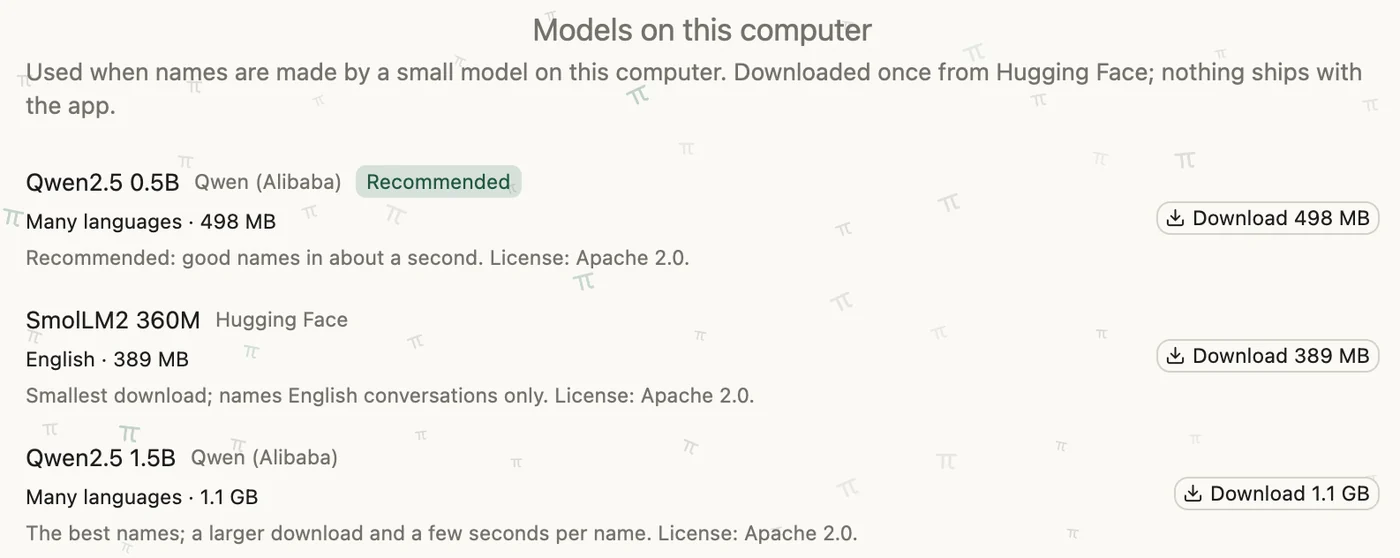 Models on this computer
Used when names are made by a small model on this computer. Downloaded once from Hugging Face; nothing ships with
the app.
Qwen2.5 0.5B Qwen (Alibaba) Recommended
Many languages · 498 MB
Download 498 MB
Recommended: good names in about a second. License: Apache 2.0.
SmolLM2 360M Hugging Face
English · 389 MB
Download 389 MB
Smallest download; names English conversations only. License: Apache 2.0.
Qwen2.5 1.5B Qwen (Alibaba)
Many languages · 1.1 GB
Download 1.1 GB
The best names; a larger download and a few seconds per name. License: Apache 2.0.